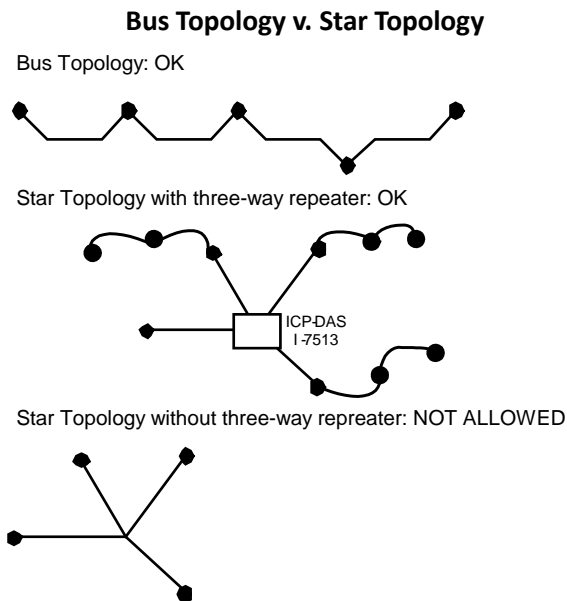 Bus Topology v. Star Topology
Bus Topology: OK
Star Topology with three-way repeater: OK
ICP-DAS
I-7513
Star Topology without three-way repreater: NOT ALLOWED